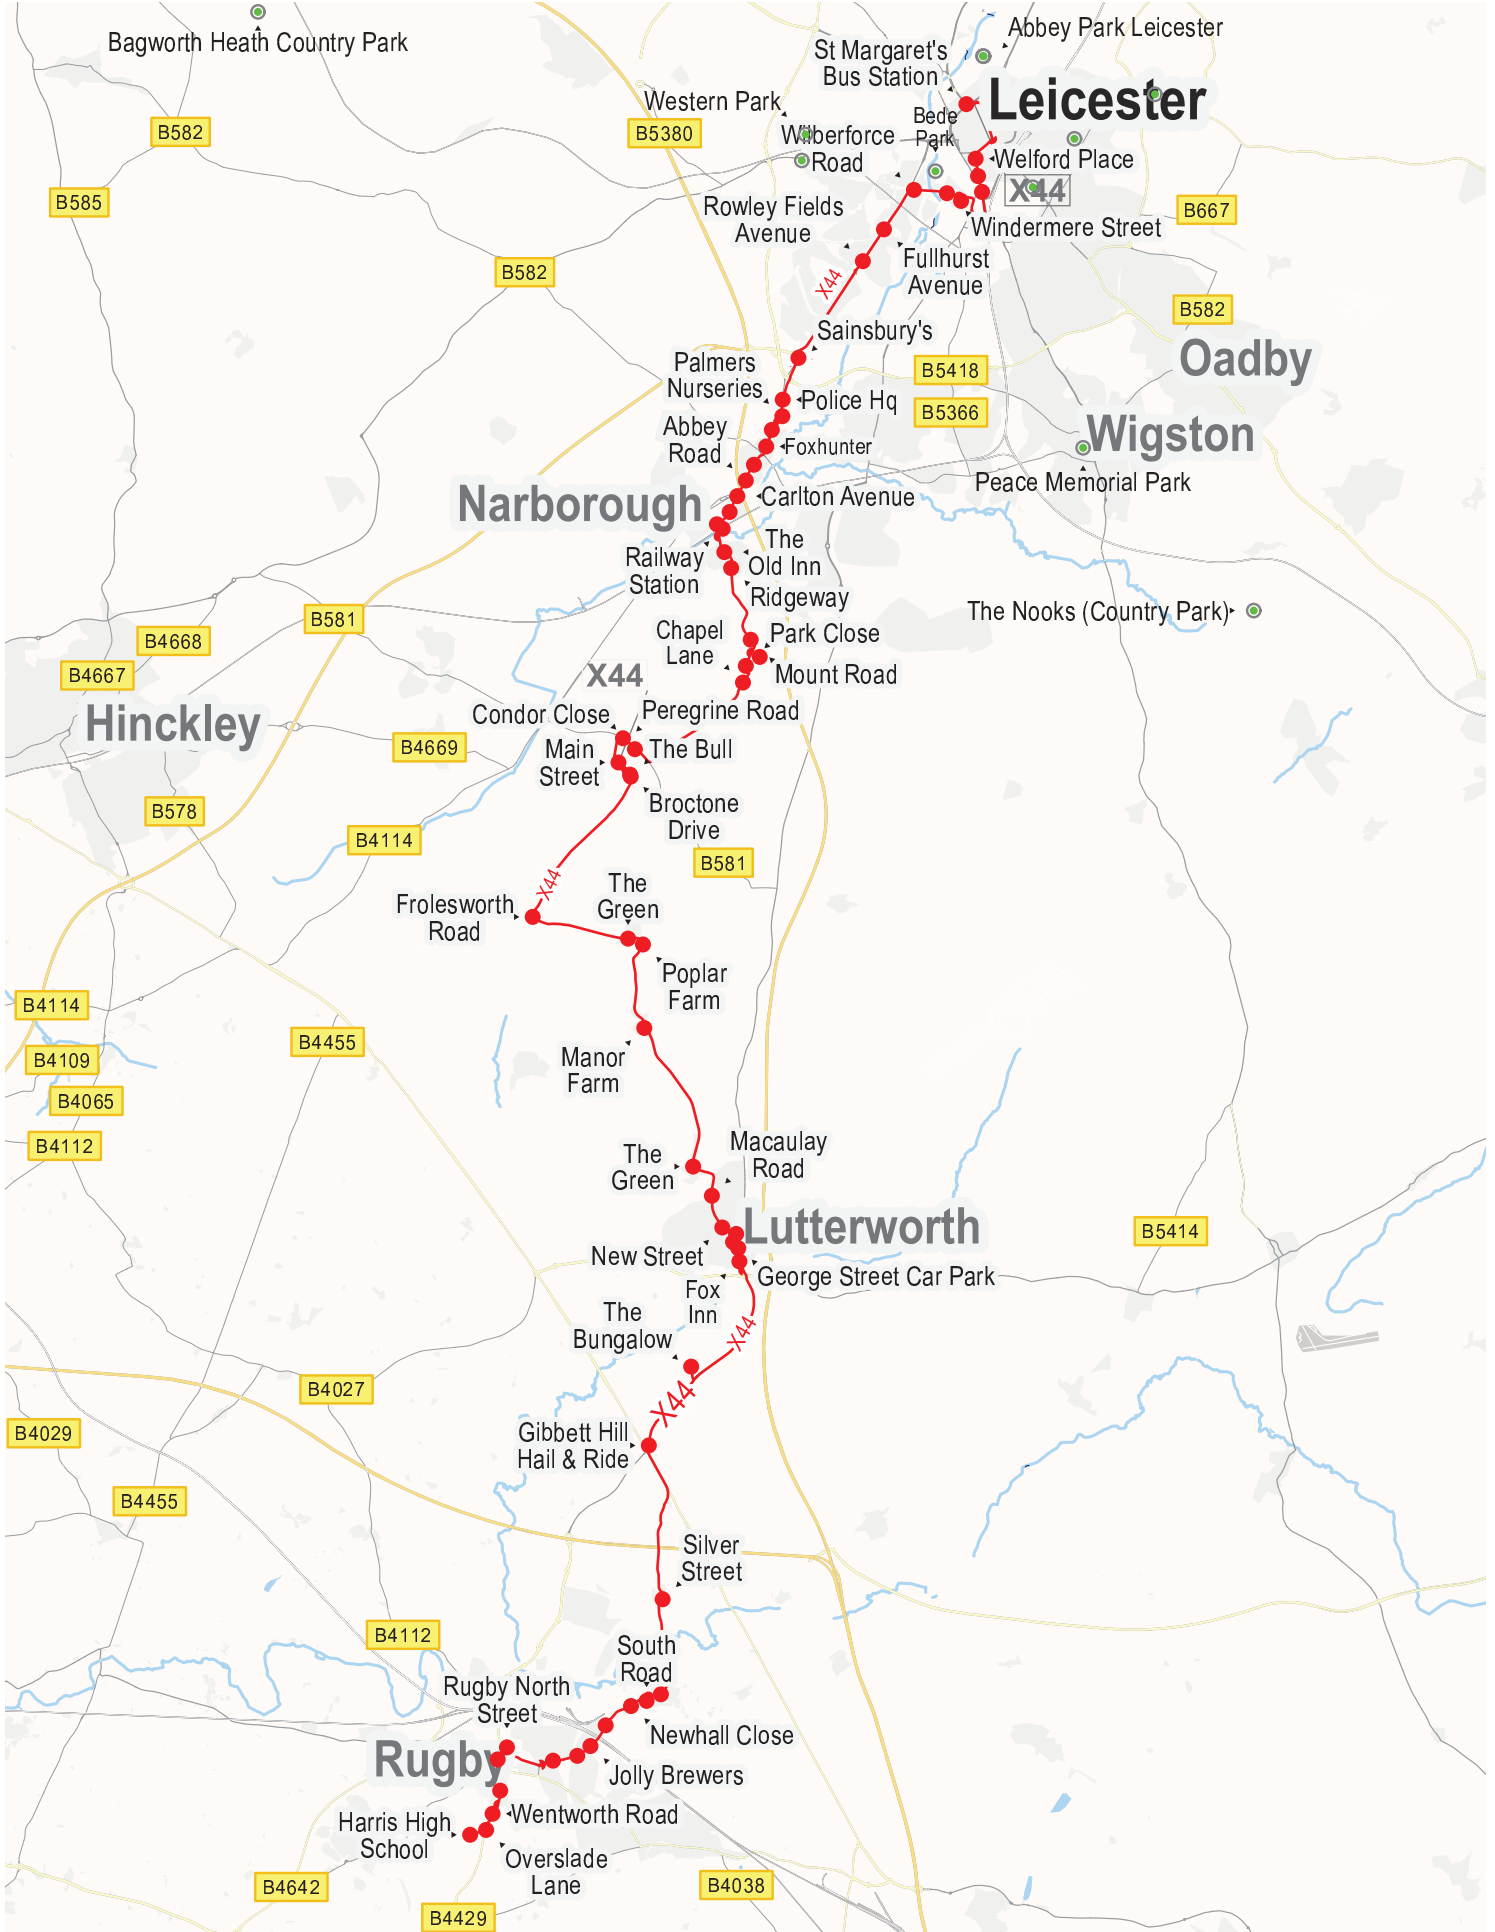 Bagworth Heath Country Park
Abbey Park Leicester
St Margaret's
Bus Station
Leicester
Western Park
Bede
Park
Wilberforce
Road
B582
B5380
Welford Place
X44
B585
Rowley Fields
Avenue
B667
Windermere Street
Fullhurst
Avenue
B582
X44
B582
Sainsbury's
Oadby
Palmers
Nurseries
B5418
Police Hq
B5366
Abbey
Road
Foxhunter
Wigston
Peace Memorial Park
Narborough
Carlton Avenue
The
Old Inn
Railway
Station
Ridgeway
The Nooks (Country Park)
B581
B4668
Chapel
Lane
Park Close
B4667
X44
Mount Road
Hinckley
Condor Close
Peregrine Road
B4669
Main
Street
The Bull
B578
Broctone
Drive
B4114
B581
X44
The
Green
Frolesworth
Road
Poplar
Farm
B4114
B4455
B4109
Manor
Farm
B4065
B4112
Macaulay
Road
The
Green
Lutterworth
B5414
New Street
George Street Car Park
Fox
Inn
The
Bungalow
X44
B4027
X44
B4029
Gibbett Hill
Hail & Ride
B4455
Silver
Street
B4112
South
Road
Rugby North
Street
Newhall Close
Rugby
Jolly Brewers
Wentworth Road
Harris High
School
Overslade
Lane
B4642
B4038
B4429